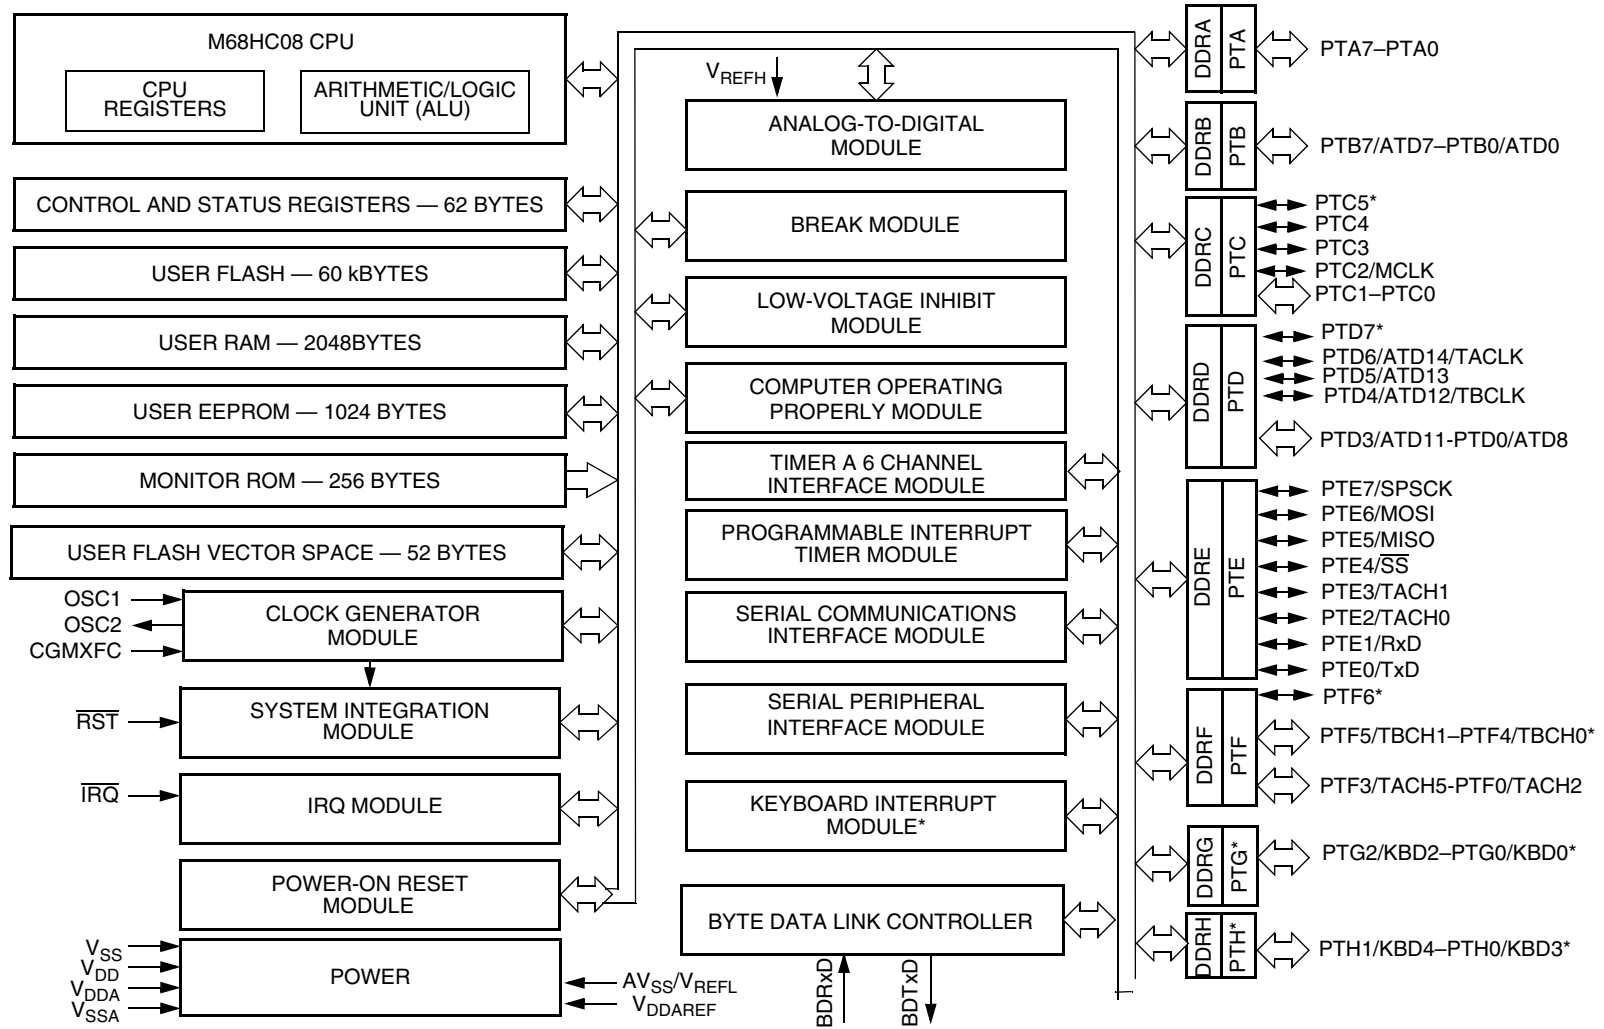 M68HC08 CPU
CPU
REGISTERS
ARITHMETIC/LOGIC
UNIT (ALU)
CONTROL AND STATUS REGISTERS — 62 BYTES
USER FLASH — 60 kBYTES
USER RAM — 2048BYTES
USER EEPROM — 1024 BYTES
MONITOR ROM — 256 BYTES
USER FLASH VECTOR SPACE — 52 BYTES
OSC1
OSC2
CGMXFC
CLOCK GENERATOR
MODULE
RST
SYSTEM INTEGRATION
MODULE
IRQ
IRQ MODULE
POWER-ON RESET
MODULE
VSS
VDD
VDDA
VSSA
POWER
AVSS/VREFL
VDDAREF
VREFH
ANALOG-TO-DIGITAL
MODULE
BREAK MODULE
LOW-VOLTAGE INHIBIT
MODULE
COMPUTER OPERATING
PROPERLY MODULE
TIMER A 6 CHANNEL
INTERFACE MODULE
PROGRAMMABLE INTERRUPT
TIMER MODULE
SERIAL COMMUNICATIONS
INTERFACE MODULE
SERIAL PERIPHERAL
INTERFACE MODULE
KEYBOARD INTERRUPT
MODULE*
BYTE DATA LINK CONTROLLER
BDRxD
BDTxD
DDRA
PTA
PTA7–PTA0
DDRB
PTB
PTB7/ATD7–PTB0/ATD0
DDRC
PTC
PTC5*
PTC4
PTC3
PTC2/MCLK
PTC1–PTC0
DDRD
PTD
PTD7*
PTD6/ATD14/TACLK
PTD5/ATD13
PTD4/ATD12/TBCLK
PTD3/ATD11-PTD0/ATD8
DDRE
PTE
PTE7/SPSCK
PTE6/MOSI
PTE5/MISO
PTE4/SS
PTE3/TACH1
PTE2/TACH0
PTE1/RxD
PTE0/TxD
DDRF
PTF
PTF6*
PTF5/TBCH1–PTF4/TBCH0*
PTF3/TACH5-PTF0/TACH2
DDRG
PTG*
PTG2/KBD2–PTG0/KBD0*
DDRH
PTH*
PTH1/KBD4–PTH0/KBD3*